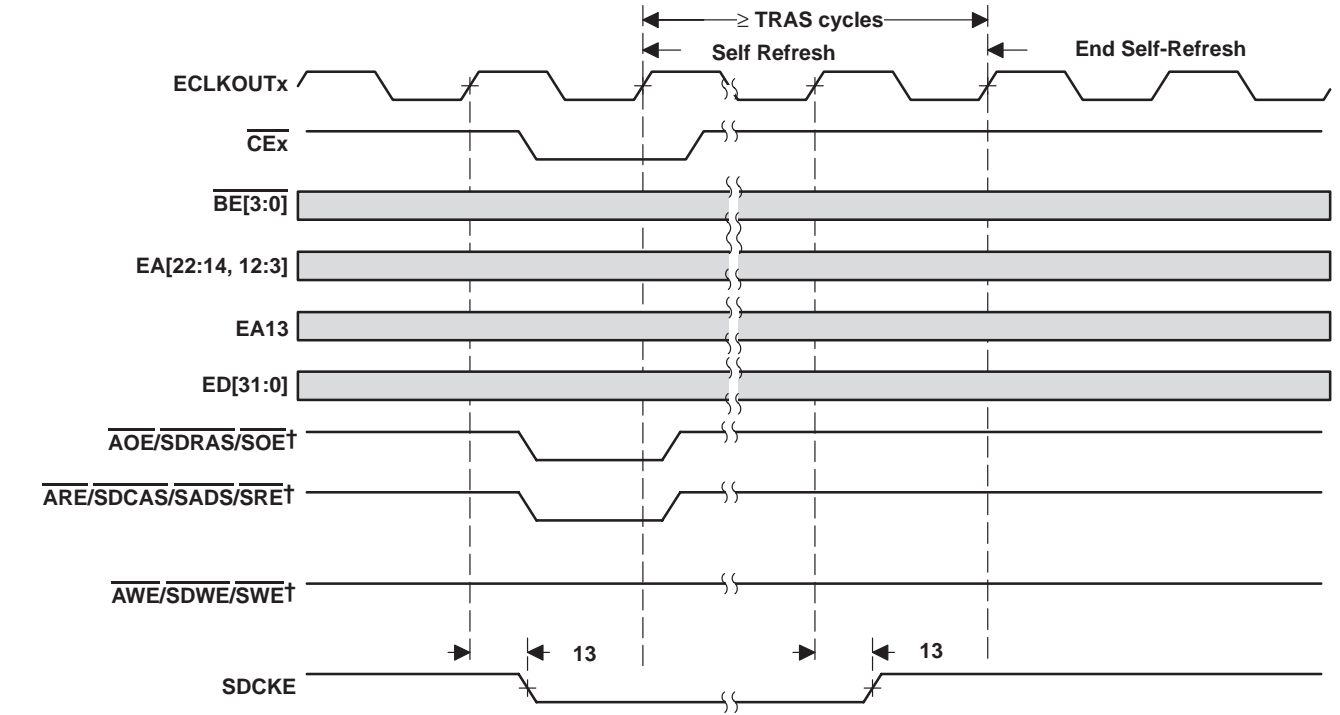 ≥ TRAS cycles
Self Refresh
End Self-Refresh
ECLKOUTx
CEx
BE[3:0]
EA[22:14, 12:3]
EA13
ED[31:0]
AOE/SDRAS/SOE†
ARE/SDCAS/SADS/SRE†
AWE/SDWE/SWE†
13
13
SDCKE